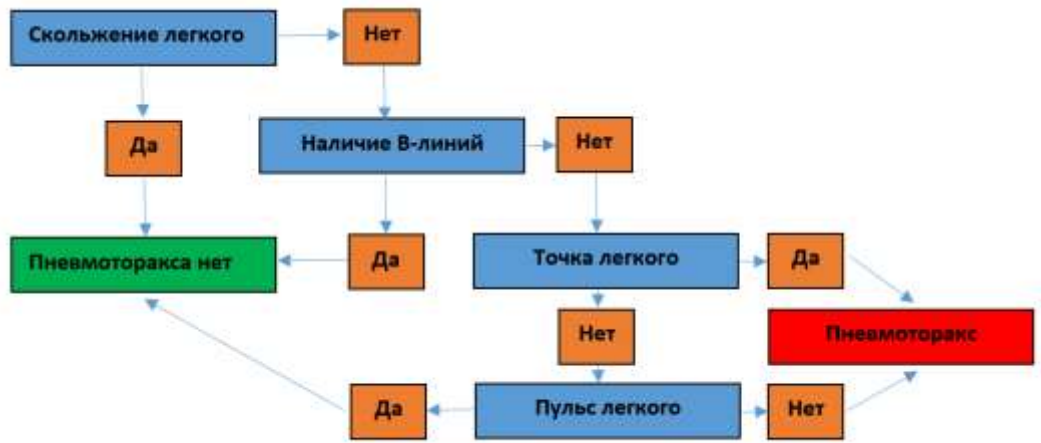 Скольжение легкого
Нет
Да
Наличие В-линий
Нет
Пневмоторакса нет
Да
Точка легкого
Да
Нет
Пневмоторакс
Да
Пульс легкого
Нет